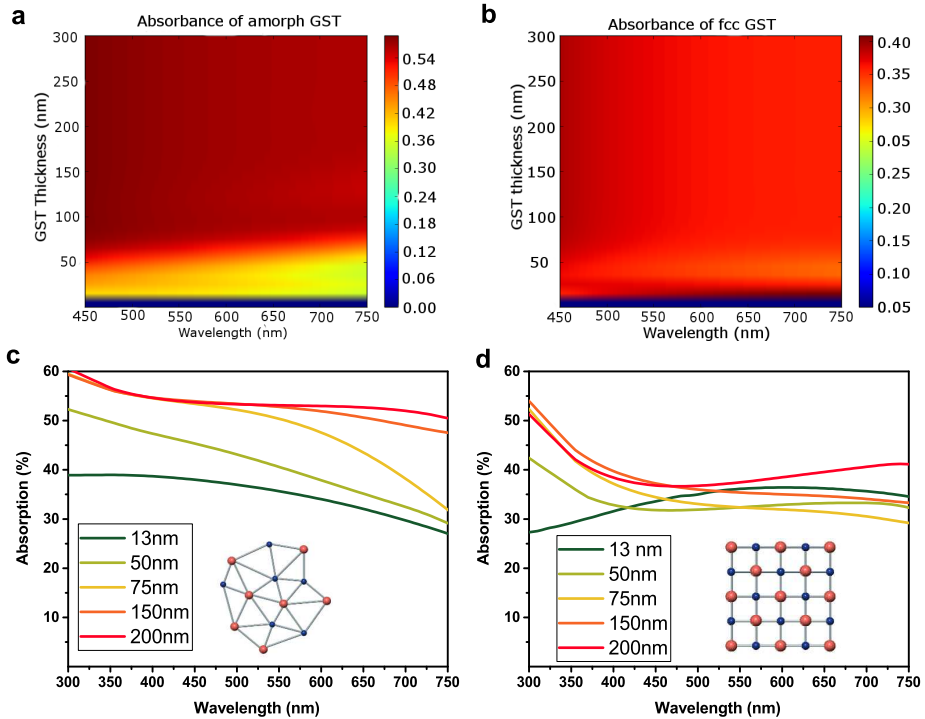 a
Absorbance of amorph GST
GST Thickness (nm)
300
250
200
150
100
50
450 500 550 600 650 700 750
Wavelength (nm)
0.54
0.48
0.42
0.36
0.30
0.24
0.18
0.12
0.06
0.00
b
Absorbance of fcc GST
GST thickness (nm)
300
250
200
150
100
50
450 500 550 600 650 700 750
Wavelength (nm)
0.40
0.35
0.30
0.05
0.20
0.15
0.10
0.05
c
Absorption (%)
60
50
40
30
20
10
13nm
50nm
75nm
150nm
200nm
300 350 400 450 500 550 600 650 700 750
Wavelength (nm)
d
Absorption (%)
60
50
40
30
20
10
13 nm
50nm
75nm
150nm
200nm
300 350 400 450 500 550 600 650 700 750
Wavelength (nm)